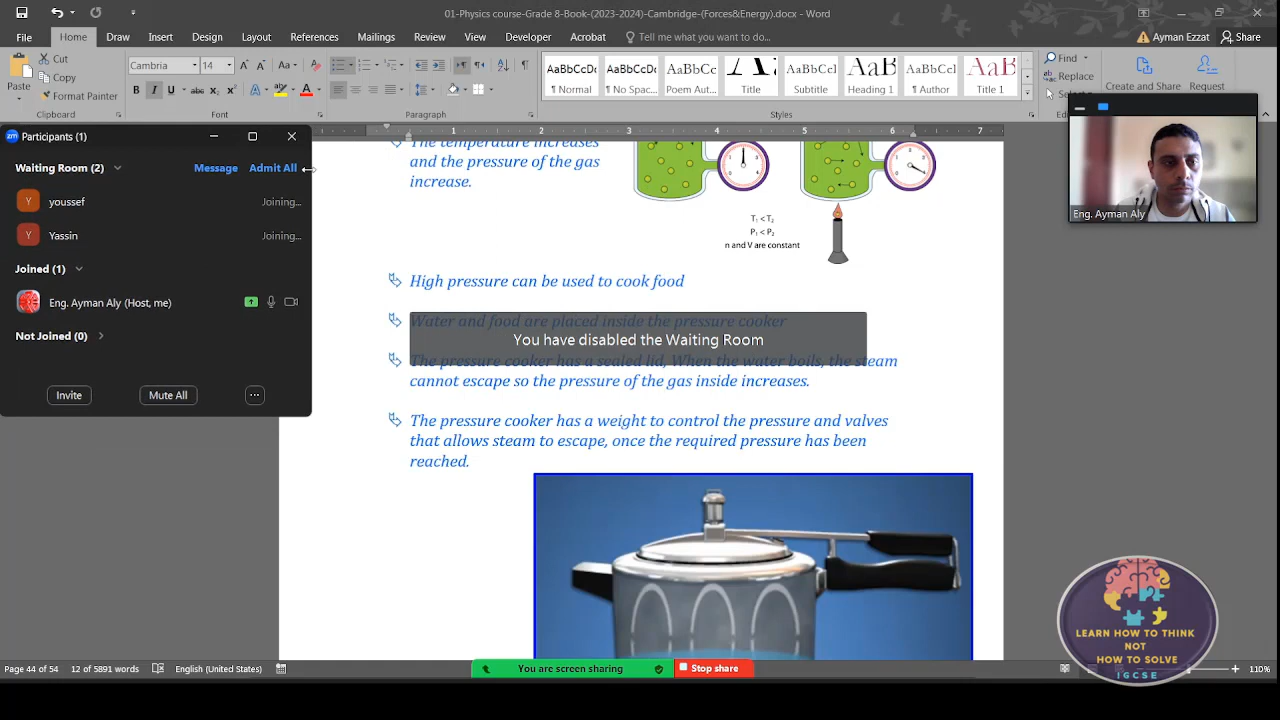 01-Physics course-Grade 8-Book-(2023-2024)-Cambridge-(Forces&Energy).docx - Word
File Home Draw Insert Design Layout References Mailings Review View Developer Acrobat Tell me what you want to do...
Ayman Ezzat Share
Paste
Cut
Copy
Format Painter
Clipboard
Cambria 14
Font
Paragraph
AaBbCcDc AaBbCcDc AaBbCcI
¶ Normal ¶ No Spac... Poem Aut... Title Subtitle Heading 1 ¶ Author Title 1
Styles
Find
Replace
Create and Share Request
Participants (1)
Waiting Room (2) Message Admit All
Y youssef Joining...
Y Yassin Joining...
Joined (1)
Eng. Ayman Aly (Host, me)
Not Joined (0)
Invite Mute All
Eng. Ayman Aly
1 2 3 4 5 6 7
The temperature increases
and the pressure of the gas
increase.
T₁ < T₂
P₁ < P₂
n and V are constant
High pressure can be used to cook food
Water and food are placed inside the pressure cooker
You have disabled the Waiting Room
The pressure cooker has a sealed lid, When the water boils, the steam
cannot escape so the pressure of the gas inside increases.
The pressure cooker has a weight to control the pressure and valves
that allows steam to escape, once the required pressure has been
reached.
LEARN HOW TO THINK
NOT
HOW TO SOLVE
IGCSE
Page 44 of 54 12 of 5891 words English (United States) You are screen sharing Stop share 110%